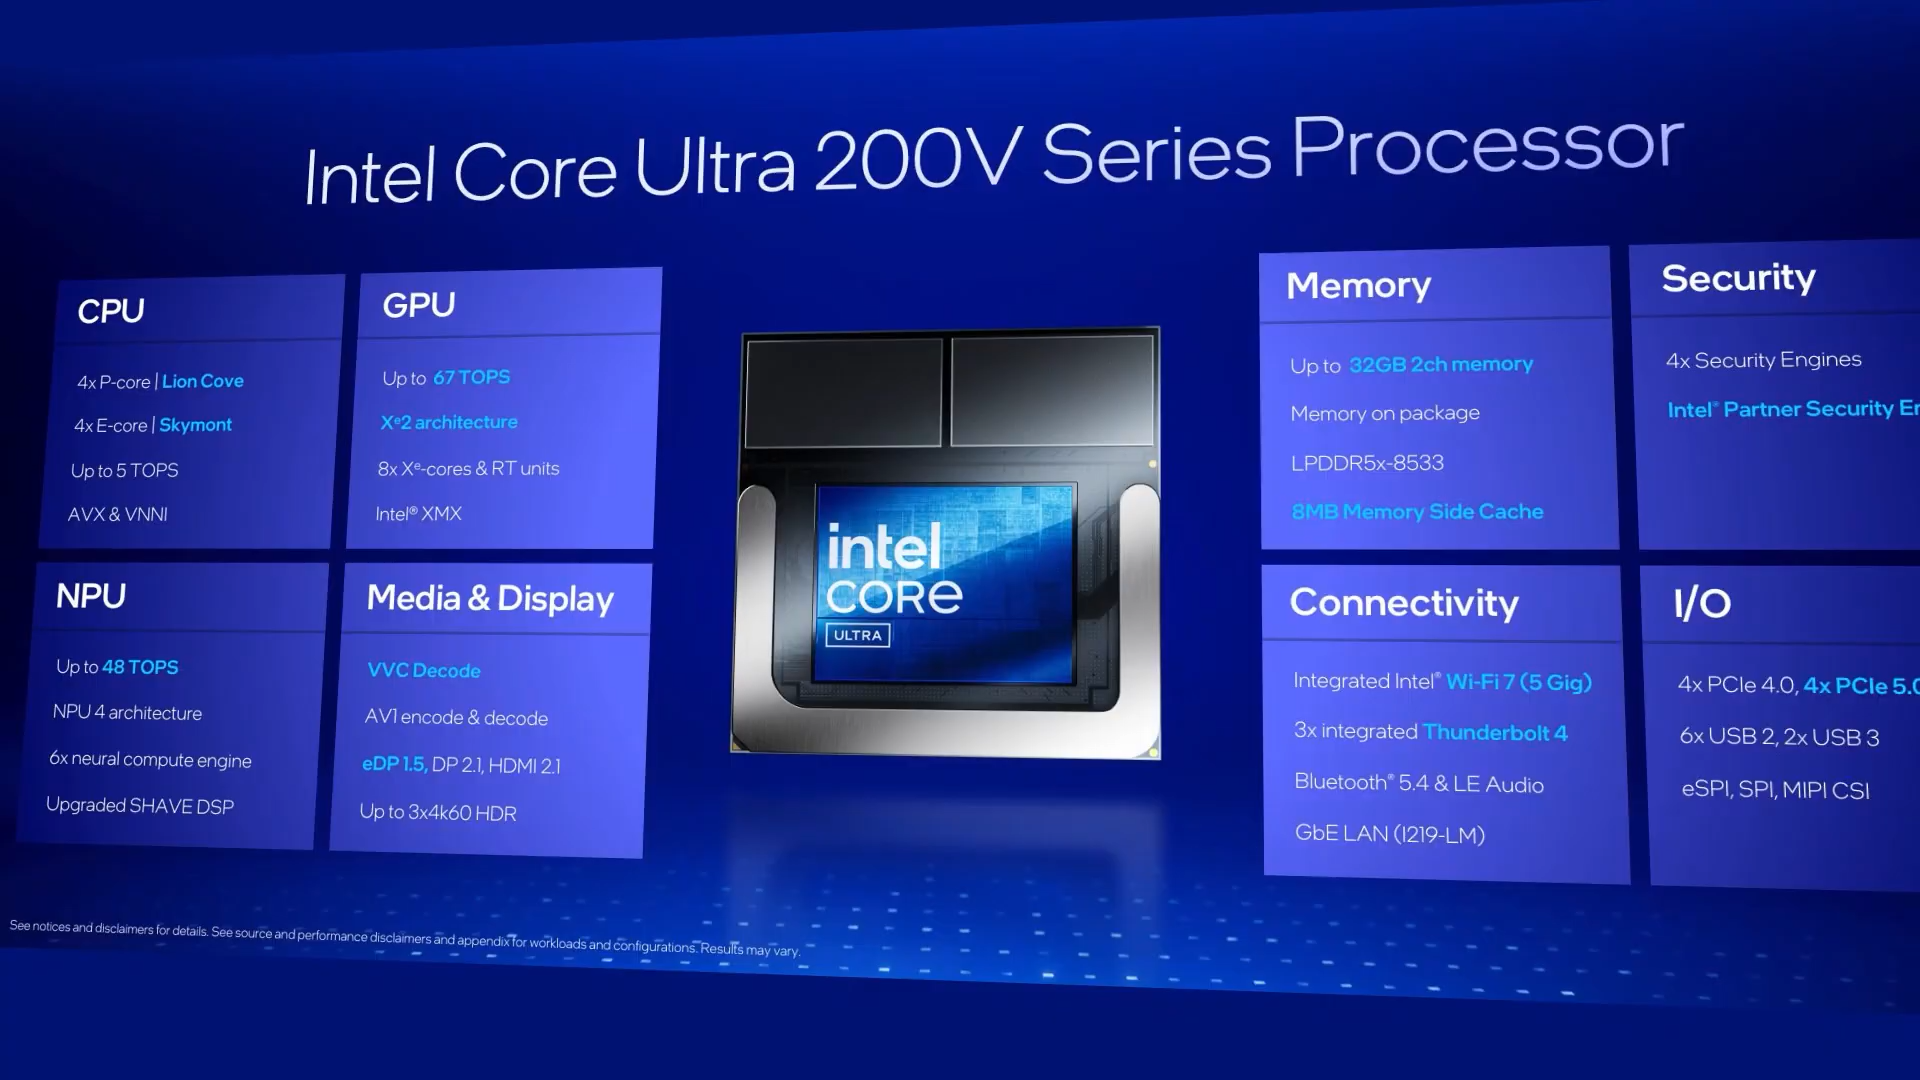 Intel Core Ultra 200V Series Processor
CPU
4x P-core | Lion Cove
4x E-core | Skymont
Up to 5 TOPS
AVX & VNNI
GPU
Up to 67 TOPS
Xe2 architecture
8x Xe-cores & RT units
Intel® XMX
NPU
Up to 48 TOPS
NPU 4 architecture
6x neural compute engine
Upgraded SHAVE DSP
Media & Display
VVC Decode
AV1 encode & decode
eDP 1.5, DP 2.1, HDMI 2.1
Up to 3x4k60 HDR
intel
CORE
ULTRA
Memory
Up to 32GB 2ch memory
Memory on package
LPDDR5x-8533
8MB Memory Side Cache
Security
4x Security Engines
Intel® Partner Security
Connectivity
Integrated Intel® Wi-Fi 7 (5 Gig)
3x integrated Thunderbolt 4
Bluetooth® 5.4 & LE Audio
GbE LAN (I219-LM)
I/O
4x PCIe 4.0, 4x PCIe 5.0
6x USB 2, 2x USB 3
eSPI, SPI, MIPI CSI
See notices and disclaimers for details. See source and performance disclaimers and appendix for workloads and configurations. Results may vary.